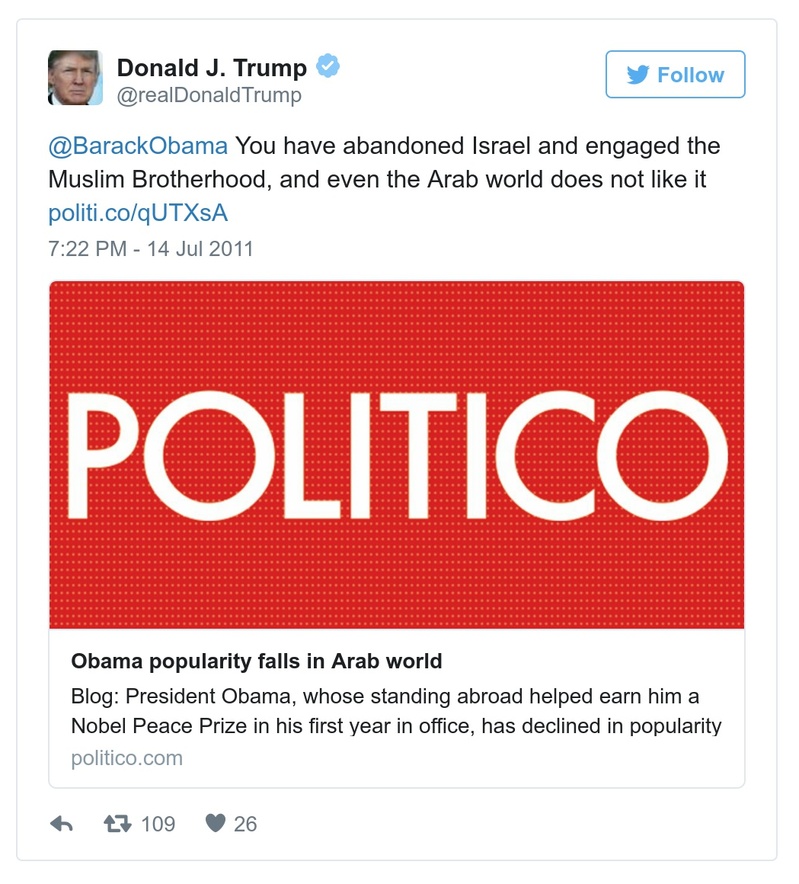 Donald J. Trump
@realDonaldTrump
Follow
@BarackObama You have abandoned Israel and engaged the
Muslim Brotherhood, and even the Arab world does not like it
politi.co/qUTXsA
7:22 PM - 14 Jul 2011
POLITICO
Obama popularity falls in Arab world
Blog: President Obama, whose standing abroad helped earn him a
Nobel Peace Prize in his first year in office, has declined in popularity
politico.com
109 26